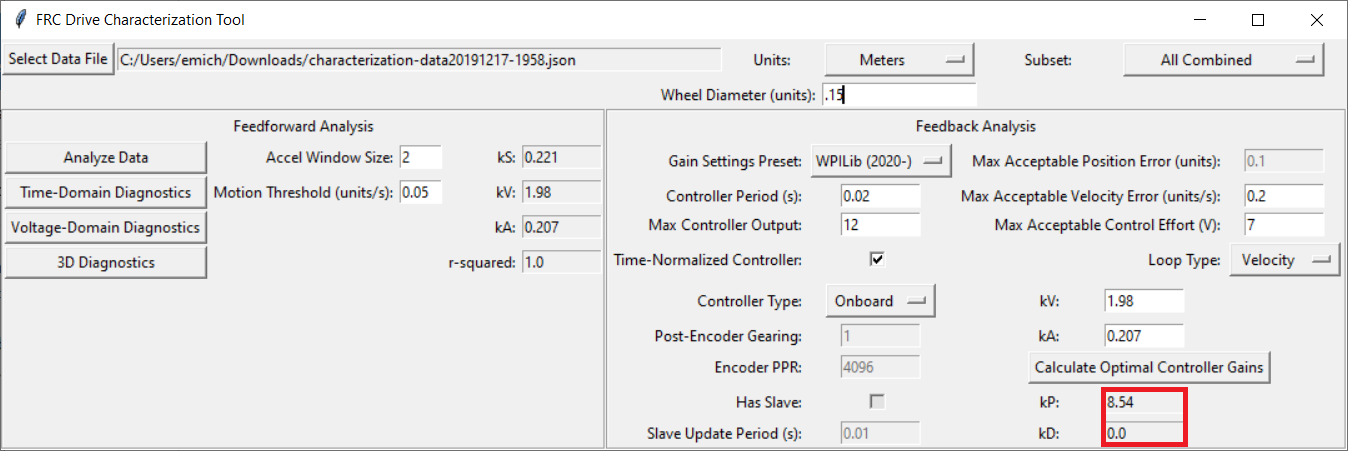 FRC Drive Characterization Tool
Select Data File C:/Users/emich/Downloads/characterization-data20191217-1958.json Units: Meters Subset: All Combined
Wheel Diameter (units): .15
Feedforward Analysis
Analyze Data Accel Window Size: 2 kS: 0.221
Time-Domain Diagnostics Motion Threshold (units/s): 0.05 kV: 1.98
Voltage-Domain Diagnostics kA: 0.207
3D Diagnostics r-squared: 1.0
Feedback Analysis
Gain Settings Preset: WPILib (2020-) Max Acceptable Position Error (units): 0.1
Controller Period (s): 0.02 Max Acceptable Velocity Error (units/s): 0.2
Max Controller Output: 12 Max Acceptable Control Effort (V): 7
Time-Normalized Controller: Loop Type: Velocity
Controller Type: Onboard kV: 1.98
Post-Encoder Gearing: 1 kA: 0.207
Encoder PPR: 4096 Calculate Optimal Controller Gains
Has Slave: kP: 8.54
Slave Update Period (s): 0.01 kD: 0.0